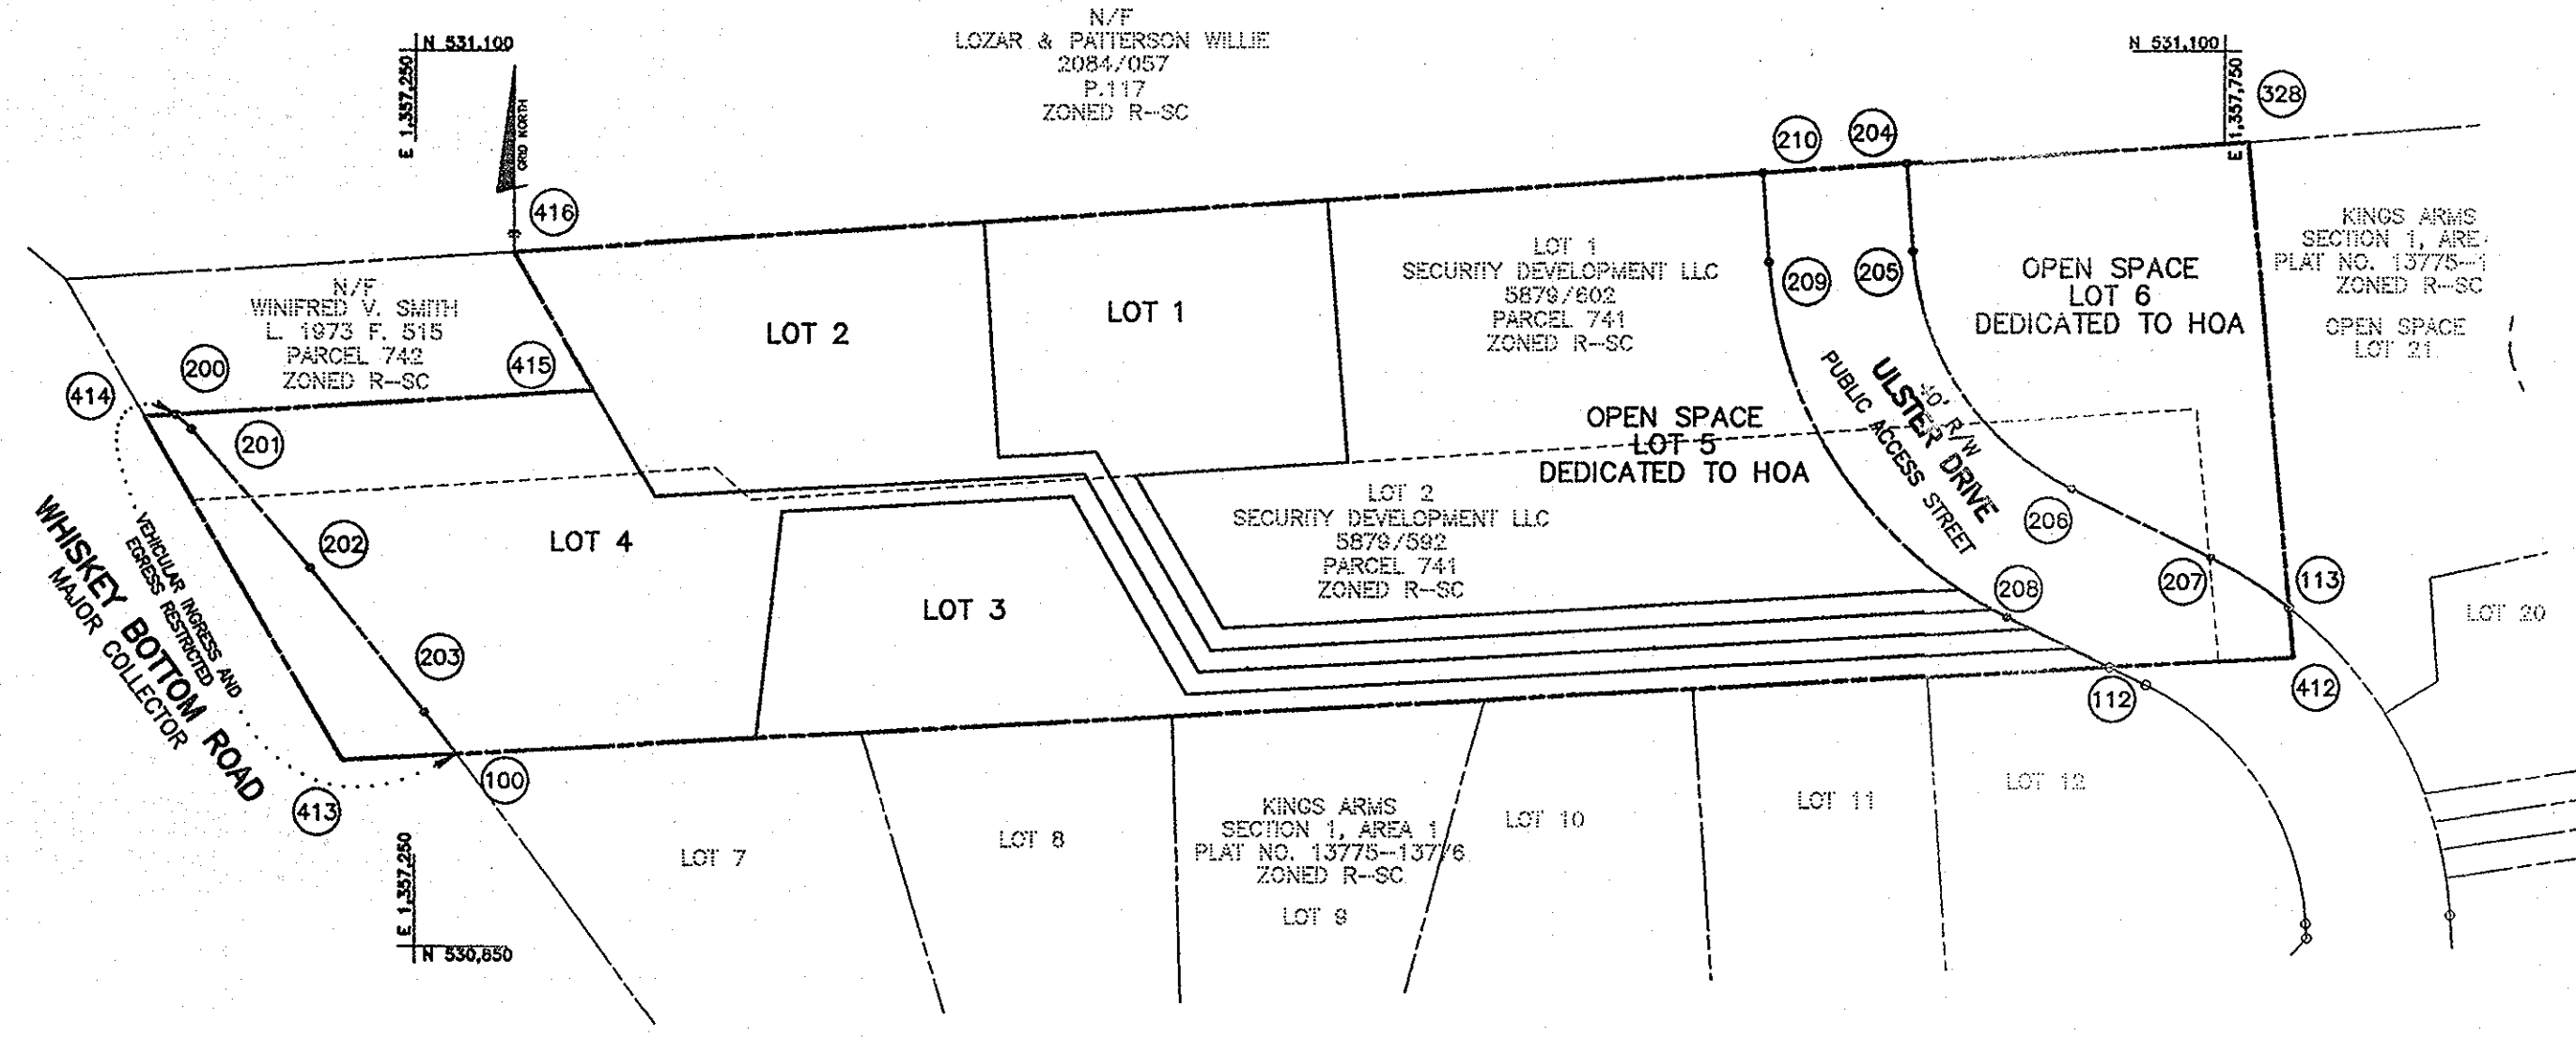 N/F
LOZAR & PATTERSON WILLIE
2084/057
P.117
ZONED R--SC
N 531,100
E 1,357,250
GRID NORTH
N 531,100
E 1,357,750
328
210
204
416
N/F
WINIFRED V. SMITH
L. 1973 F. 515
PARCEL 742
ZONED R--SC
200
415
414
201
LOT 2
LOT 1
LOT 1
SECURITY DEVELOPMENT LLC
5879/602
PARCEL 741
ZONED R--SC
209
205
OPEN SPACE
LOT 6
DEDICATED TO HOA
KINGS ARMS
SECTION 1, ARE
PLAT NO. 13775--1
ZONED R--SC
OPEN SPACE
LOT 21
OPEN SPACE
LOT 5
DEDICATED TO HOA
R/W
ULSTER DRIVE
PUBLIC ACCESS STREET
WHISKEY BOTTOM ROAD
MAJOR COLLECTOR
VEHICULAR INGRESS AND
EGRESS RESTRICTED
202
203
LOT 4
LOT 3
LOT 2
SECURITY DEVELOPMENT LLC
5879/592
PARCEL 741
ZONED R--SC
206
207
208
113
LOT 20
112
412
413
100
E 1,357,250
N 530,850
LOT 7
LOT 8
KINGS ARMS
SECTION 1, AREA 1
PLAT NO. 13775--13776
ZONED R--SC
LOT 9
LOT 10
LOT 11
LOT 12